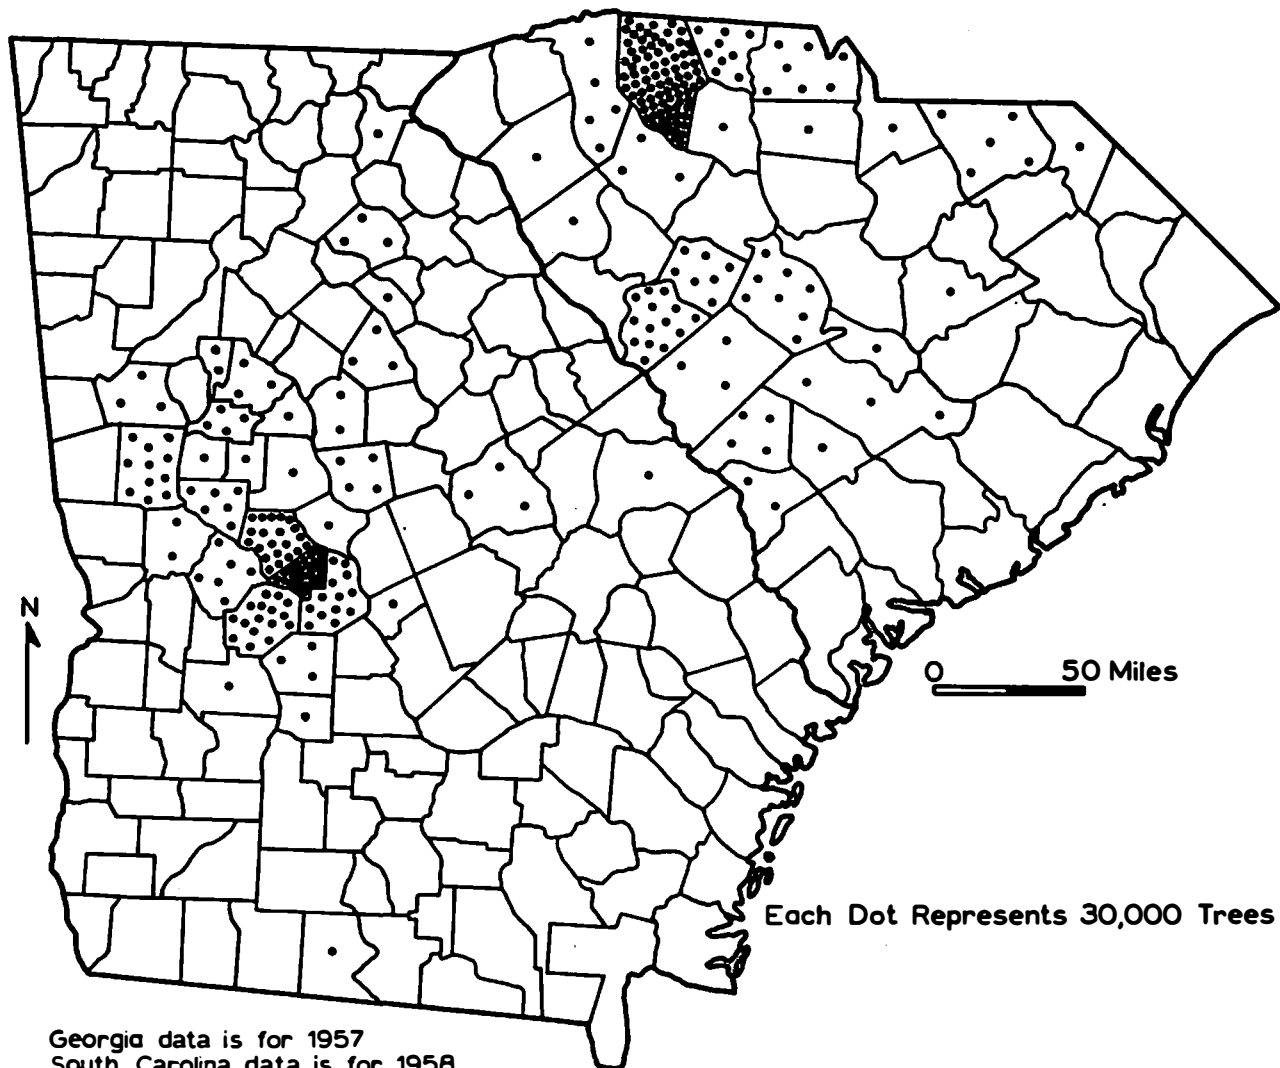 N
0 50 Miles
Each Dot Represents 30,000 Trees
Georgia data is for 1957
South Carolina data is for 1958